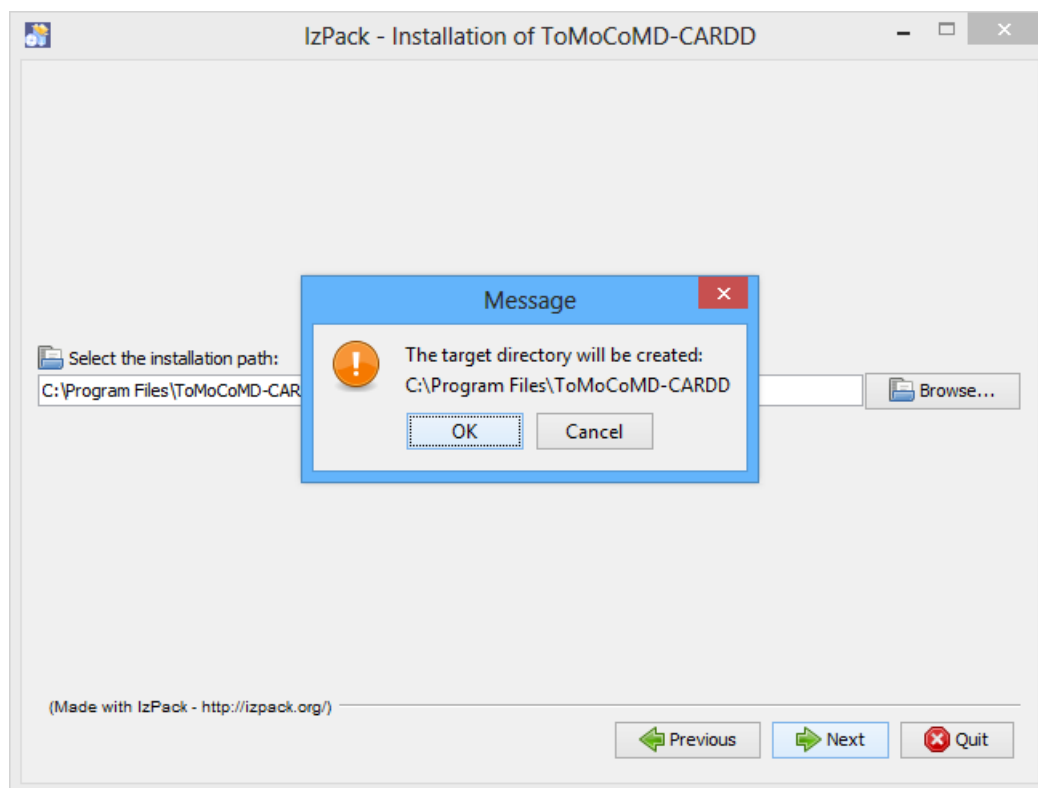 IzPack - Installation of ToMoCoMD-CARDD
Message
The target directory will be created:
C:\Program Files\ToMoCoMD-CARDD
OK
Cancel
Select the installation path:
C:\Program Files\ToMoCoMD-CAR
Browse...
(Made with IzPack - http://izpack.org/)
Previous
Next
Quit